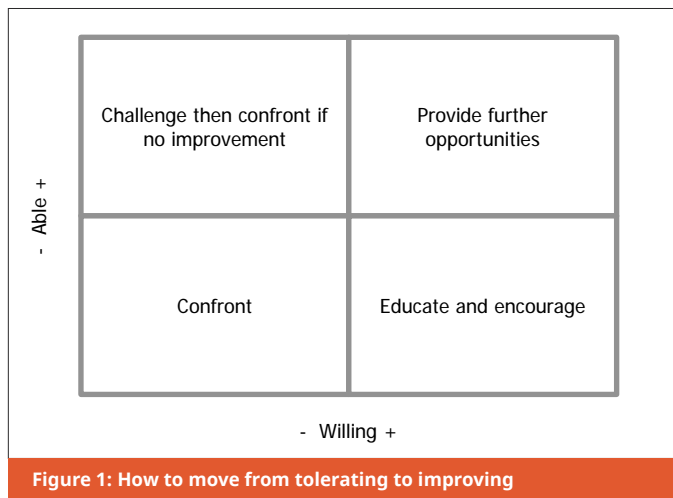 Challenge then confront if
no improvement
Provide further
opportunities
- Able +
Confront
Educate and encourage
- Willing +
Figure 1: How to move from tolerating to improving